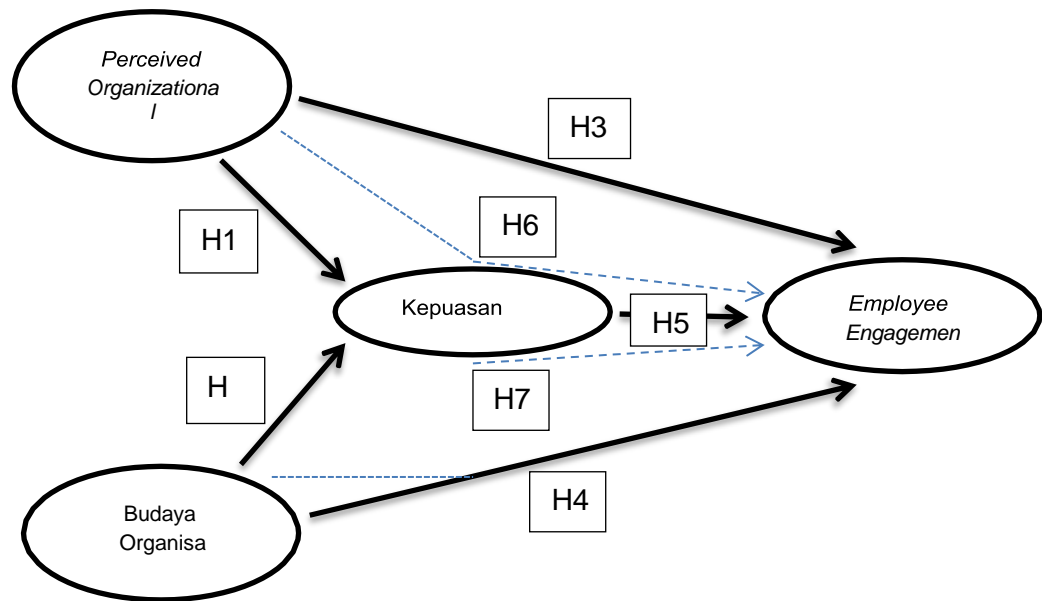 Perceived
Organizationa
l
H3
H1
H6
Kepuasan
H5
Employee
Engagemen
H
H7
H4
Budaya
Organisa